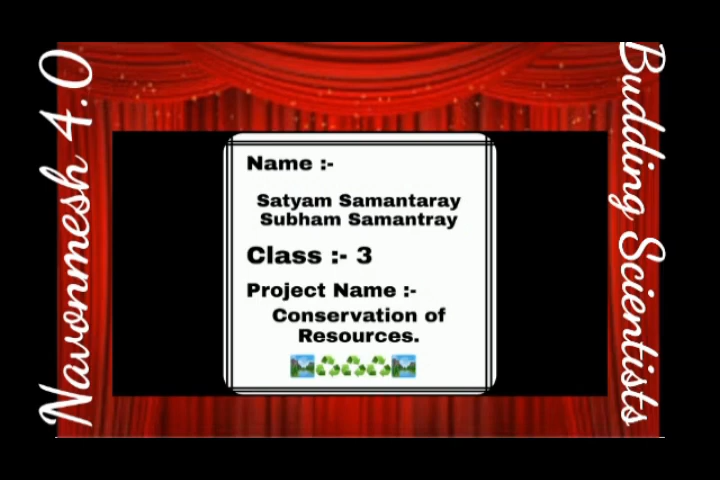 Navonmesh 4.0
Name :-
Satyam Samantaray
Subham Samantray
Class :- 3
Project Name :-
Conservation of
Resources.
Budding Scientists